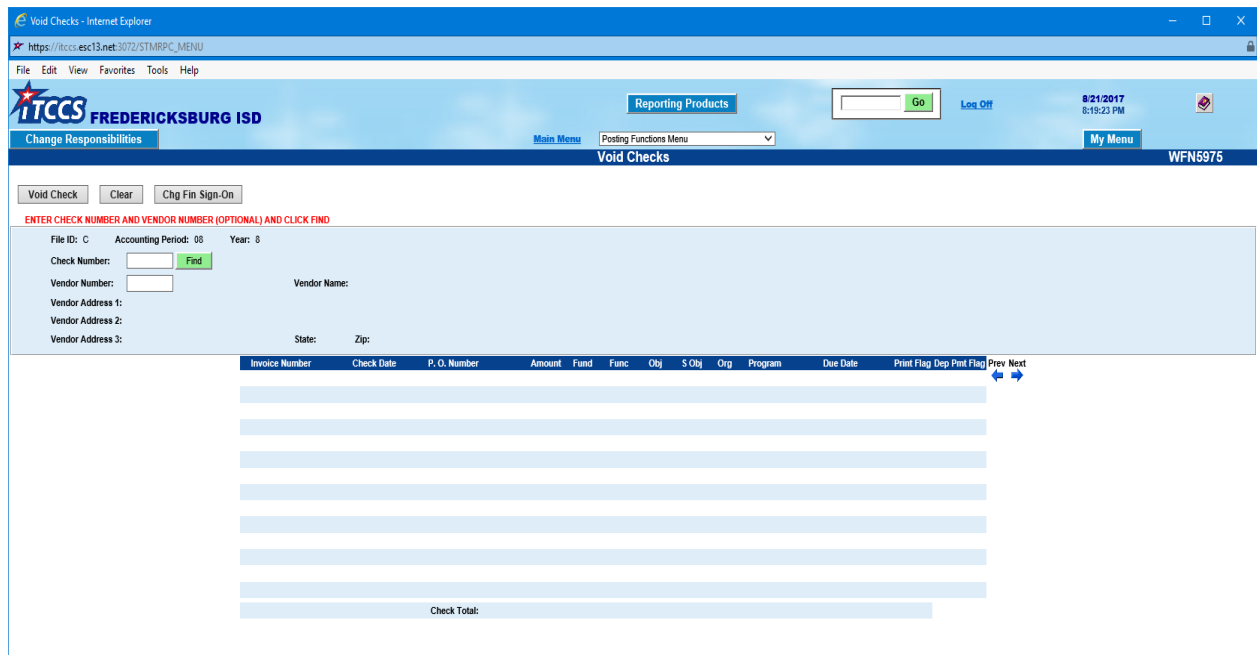 Void Checks - Internet Explorer
https://itccs.esc13.net:3072/STMRPC_MENU
File Edit View Favorites Tools Help
iTCCS FREDERICKSBURG ISD
Reporting Products
Go
Log Off
8/21/2017
8:19:23 PM
Change Responsibilities
Main Menu
Posting Functions Menu
My Menu
Void Checks
WFN5975
Void Check Clear Chg Fin Sign-On
ENTER CHECK NUMBER AND VENDOR NUMBER (OPTIONAL) AND CLICK FIND
File ID: C Accounting Period: 08 Year: 8
Check Number: Find
Vendor Number: Vendor Name:
Vendor Address 1:
Vendor Address 2:
Vendor Address 3: State: Zip:
Invoice Number Check Date P. O. Number Amount Fund Func Obj S Obj Org Program Due Date Print Flag Dep Pmt Flag Prev Next
Check Total: